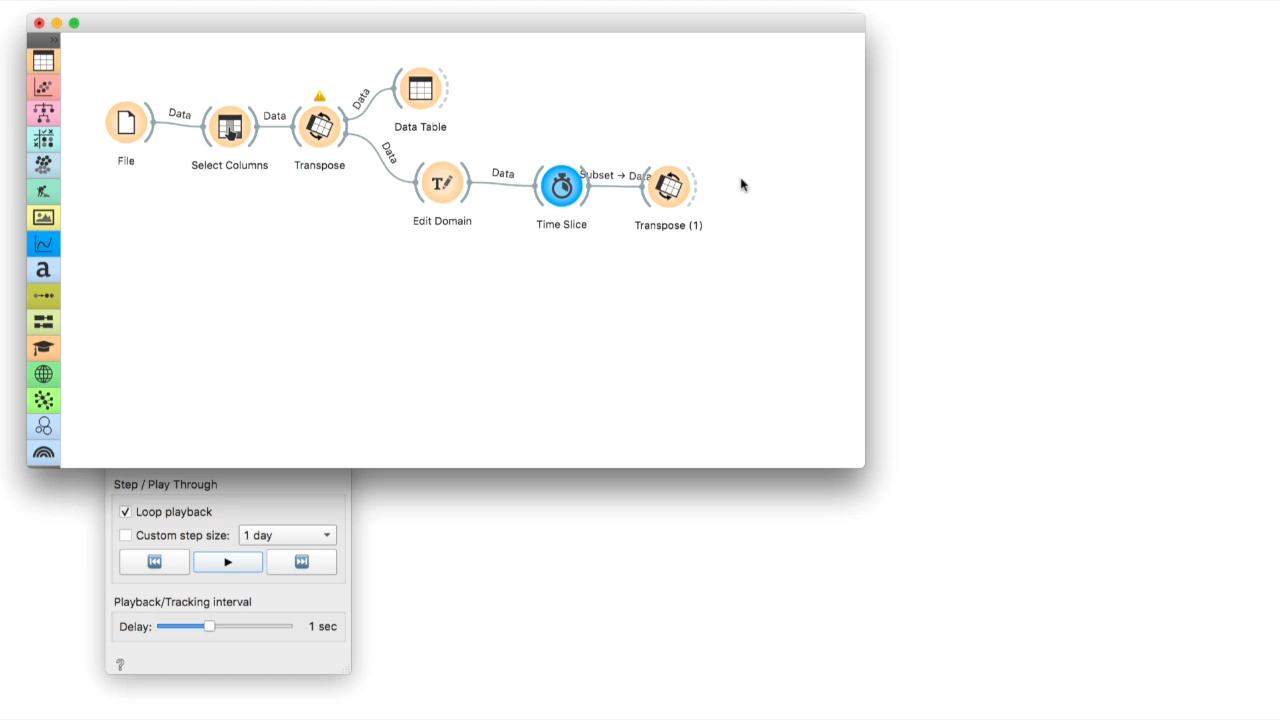 Data
Data
Data
Data
Data
Subset → Data
File
Select Columns
Transpose
Data Table
Edit Domain
Time Slice
Transpose (1)
a
Step / Play Through
Loop playback
Custom step size: 1 day
Playback/Tracking interval
Delay: 1 sec
?